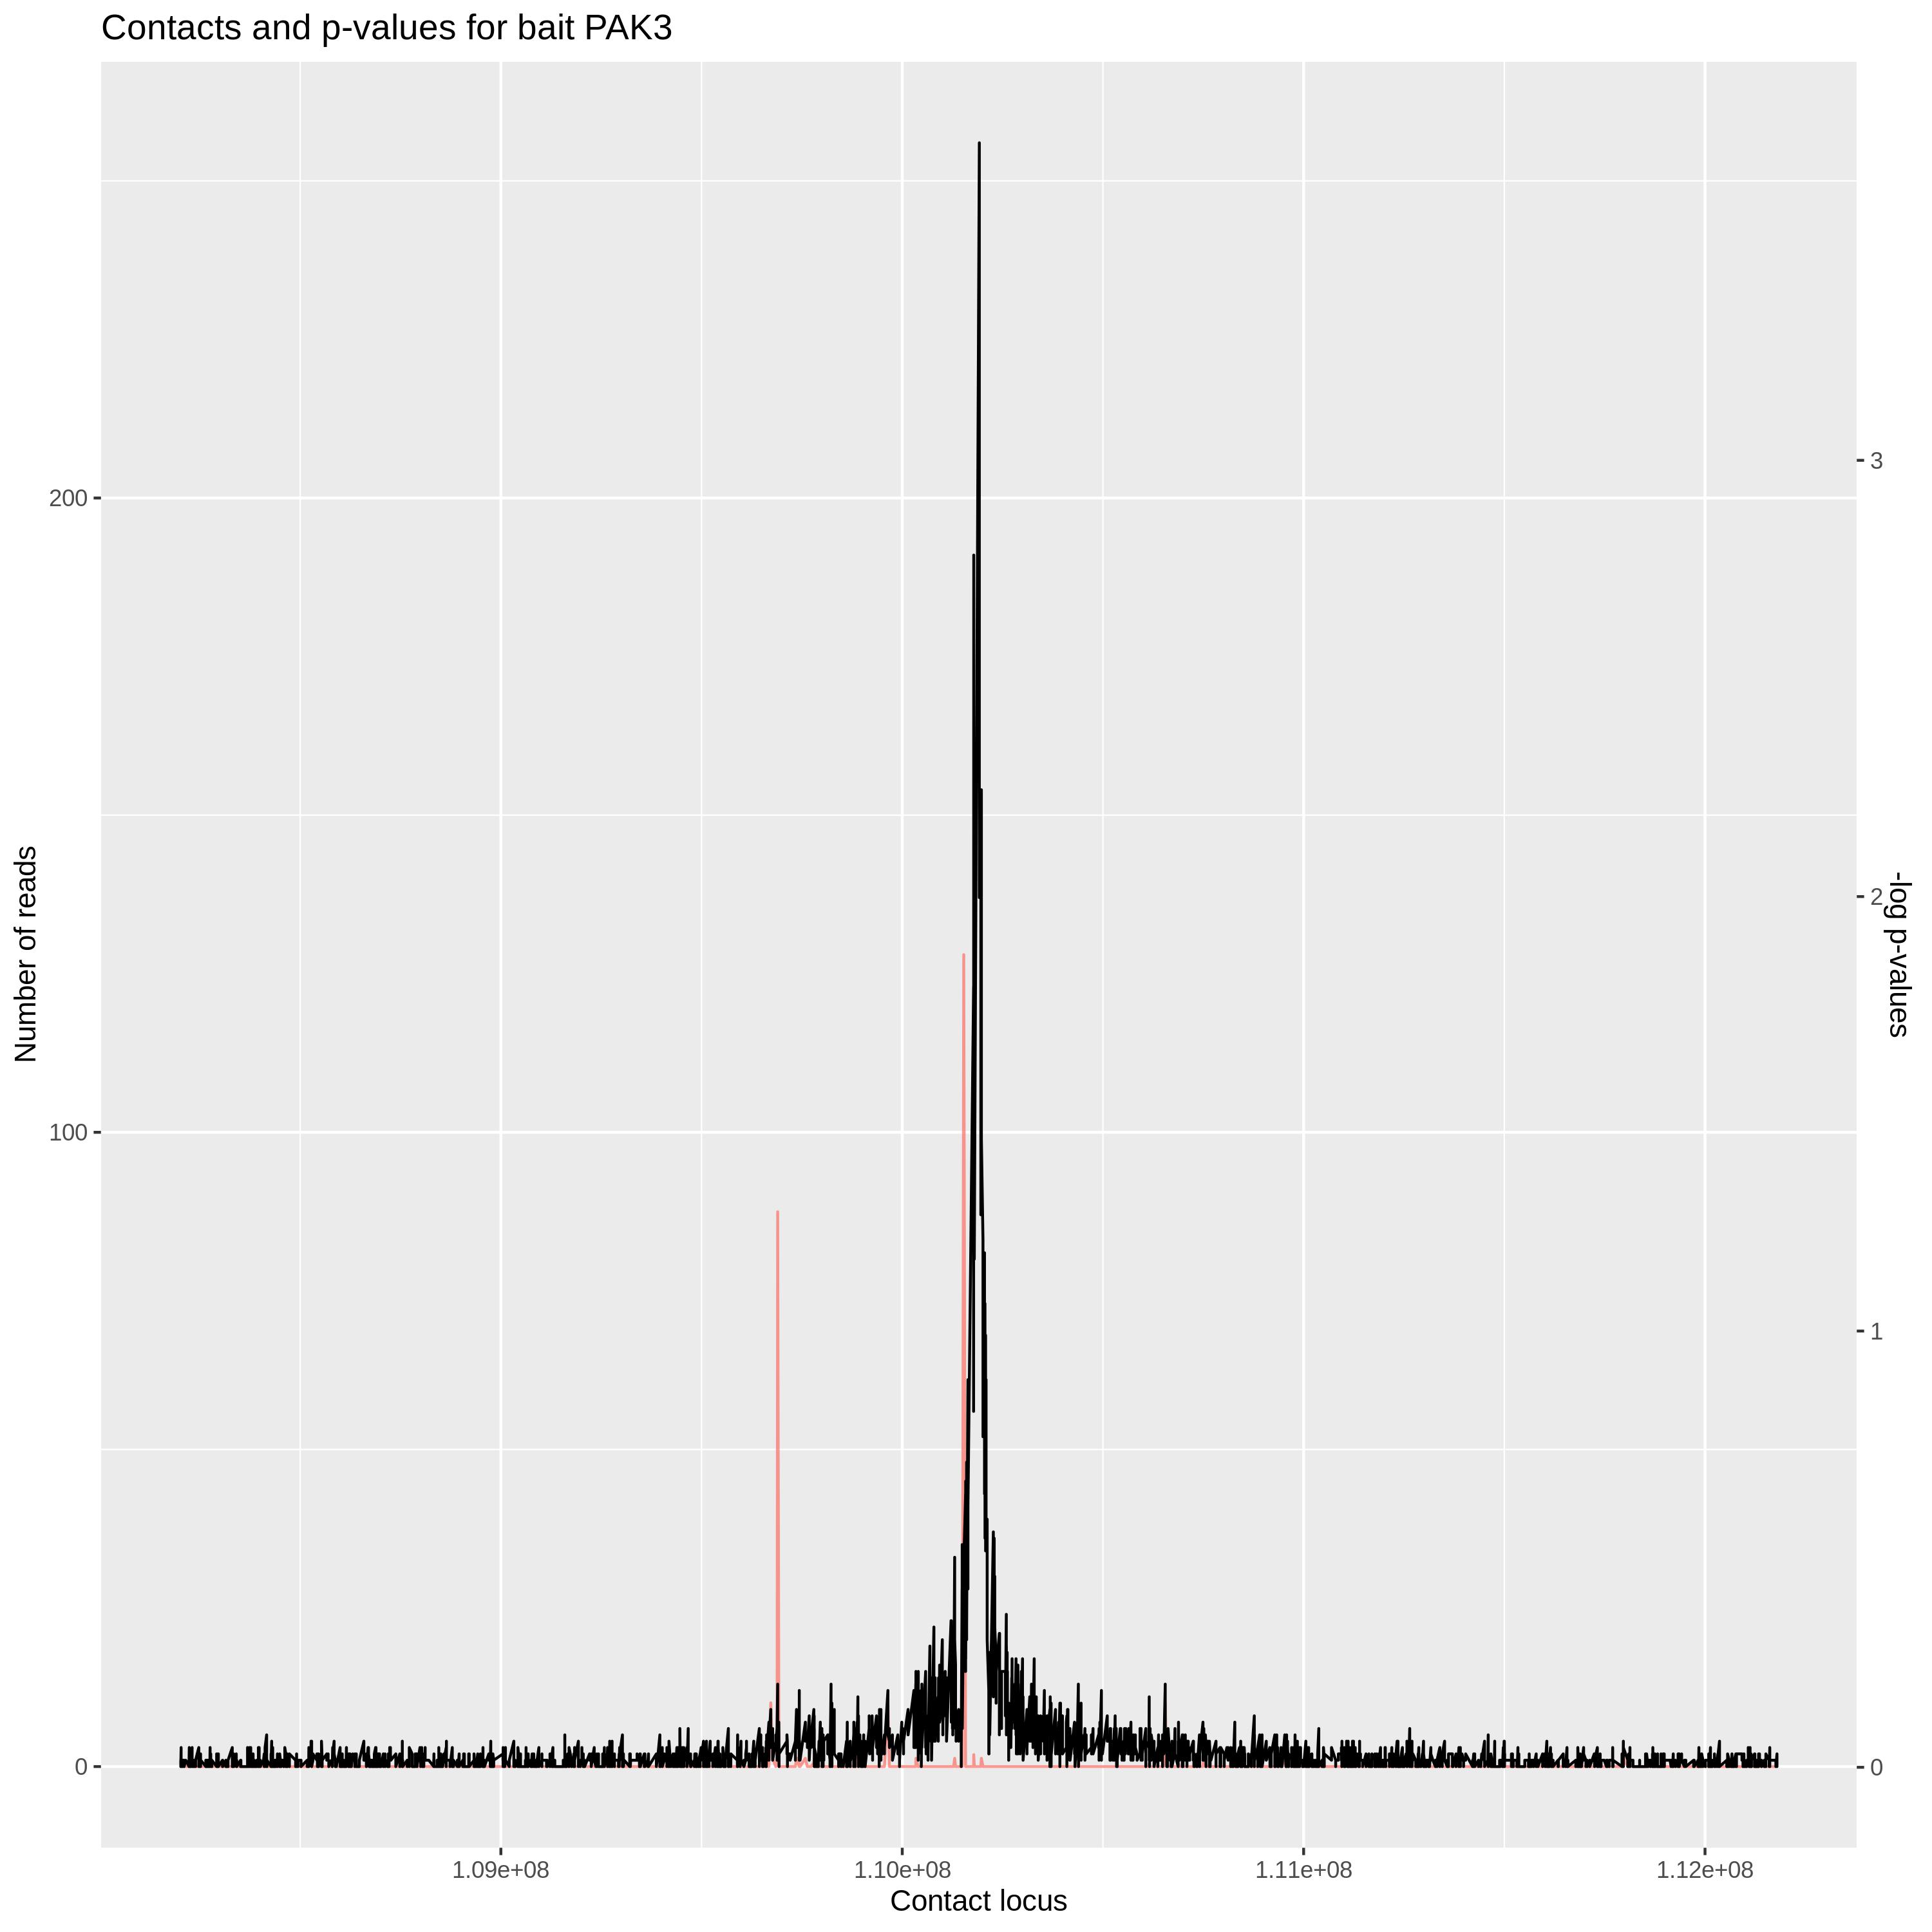 Contacts and p-values for bait PAK3
Number of reads
200
100
0
3
2
1
0
-log p-values
1.09e+08 1.10e+08 1.11e+08 1.12e+08
Contact locus